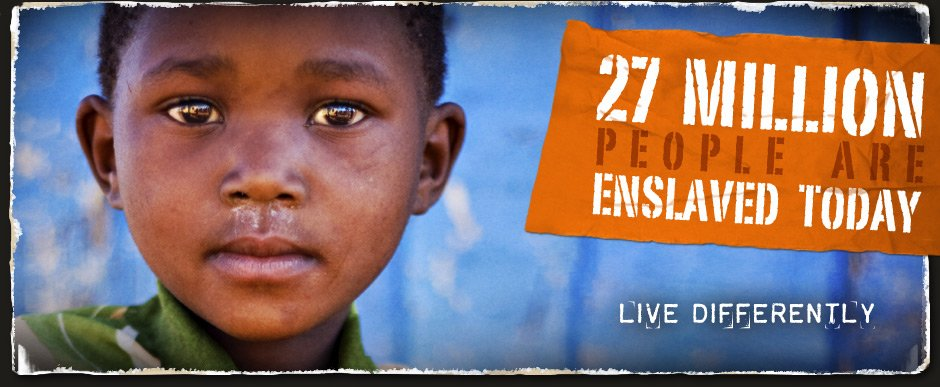 27 MILLION
PEOPLE ARE
ENSLAVED TODAY
LIVE DIFFERENTLY